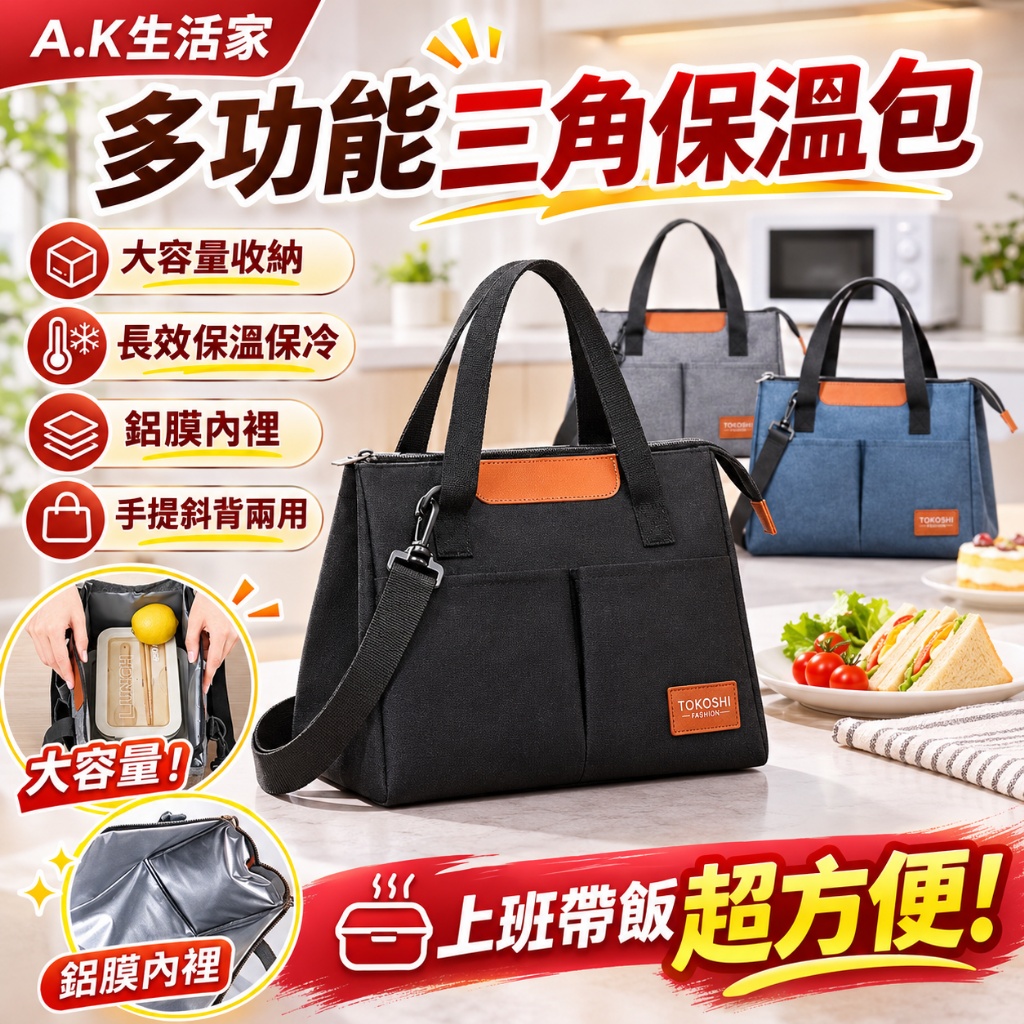 A.K生活家
多功能三角保溫包
大容量收納
長效保溫保冷
鋁膜內裡
手提斜背兩用
TOKOSHI
TOKOSHI
FASHION
TOKOSHI
FASHION
大容量!
鋁膜內裡
上班帶飯超方便!